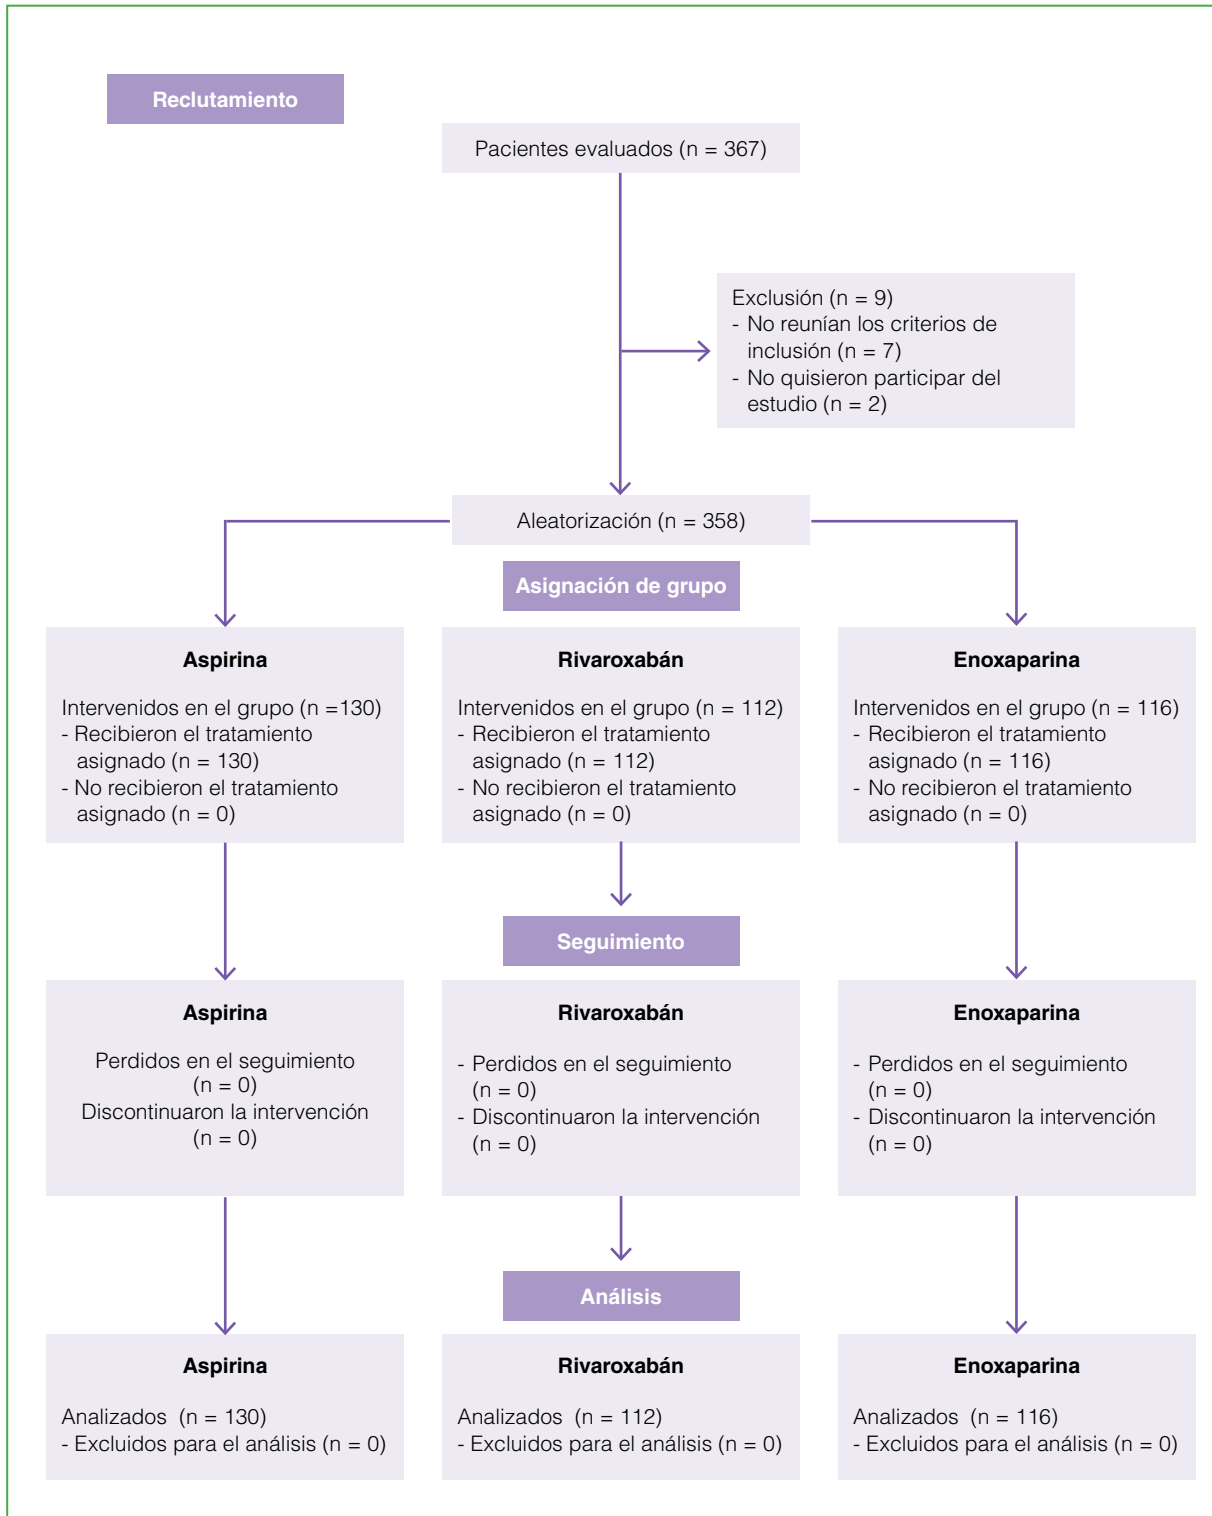 Reclutamiento
Pacientes evaluados (n = 367)
Exclusión (n = 9)
- No reunían los criterios de
inclusión (n = 7)
- No quisieron participar del
estudio (n = 2)
Aleatorización (n = 358)
Asignación de grupo
Aspirina
Intervenidos en el grupo (n =130)
- Recibieron el tratamiento
asignado (n = 130)
- No recibieron el tratamiento
asignado (n = 0)
Rivaroxabán
Intervenidos en el grupo (n = 112)
- Recibieron el tratamiento
asignado (n = 112)
- No recibieron el tratamiento
asignado (n = 0)
Enoxaparina
Intervenidos en el grupo (n = 116)
- Recibieron el tratamiento
asignado (n = 116)
- No recibieron el tratamiento
asignado (n = 0)
Seguimiento
Aspirina
Perdidos en el seguimiento
(n = 0)
Discontinuaron la intervención
(n = 0)
Rivaroxabán
- Perdidos en el seguimiento
(n = 0)
- Discontinuaron la intervención
(n = 0)
Enoxaparina
- Perdidos en el seguimiento
(n = 0)
- Discontinuaron la intervención
(n = 0)
Análisis
Aspirina
Analizados (n = 130)
- Excluidos para el análisis (n = 0)
Rivaroxabán
Analizados (n = 112)
- Excluidos para el análisis (n = 0)
Enoxaparina
Analizados (n = 116)
- Excluidos para el análisis (n = 0)